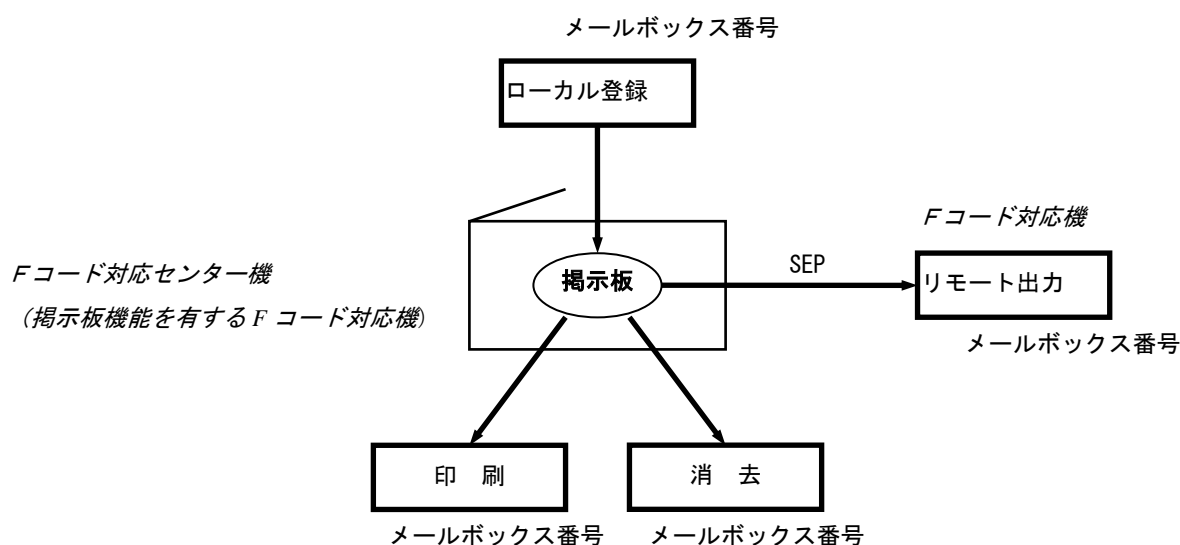 メールボックス番号
ローカル登録
Fコード対応機
Fコード対応センター機
SEP
掲示板
リモート出力
(掲示板機能を有するF コード対応機)
メールボックス番号
印　刷
消　去
メールボックス番号
メールボックス番号